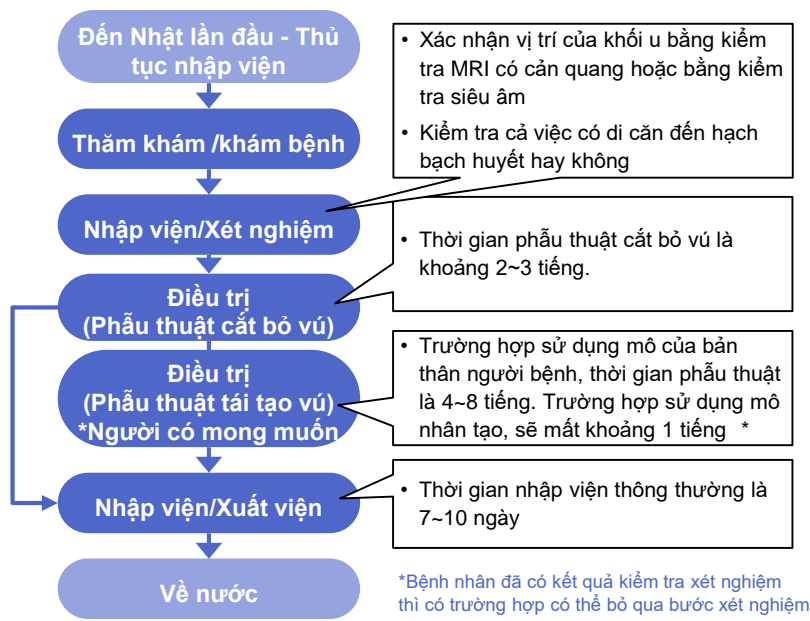 Đến Nhật lần đầu - Thủ
tục nhập viện
• Xác nhận vị trí của khối u bằng kiểm
tra MRI có cản quang hoặc bằng kiểm
tra siêu âm
• Kiểm tra cả việc có di căn đến hạch
bạch huyết hay không
Thăm khám /khám bệnh
Nhập viện/Xét nghiệm
• Thời gian phẫu thuật cắt bỏ vú là
khoảng 2~3 tiếng.
Điều trị
(Phẫu thuật cắt bỏ vú)
• Trường hợp sử dụng mô của bản
thân người bệnh, thời gian phẫu thuật
là 4~8 tiếng. Trường hợp sử dụng mô
nhân tạo, sẽ mất khoảng 1 tiếng *
Điều trị
(Phẫu thuật tái tạo vú)
*Người có mong muốn
Nhập viện/Xuất viện
• Thời gian nhập viện thông thường là
7~10 ngày
Về nước
*Bệnh nhân đã có kết quả kiểm tra xét nghiệm
thì có trường hợp có thể bỏ qua bước xét nghiệm